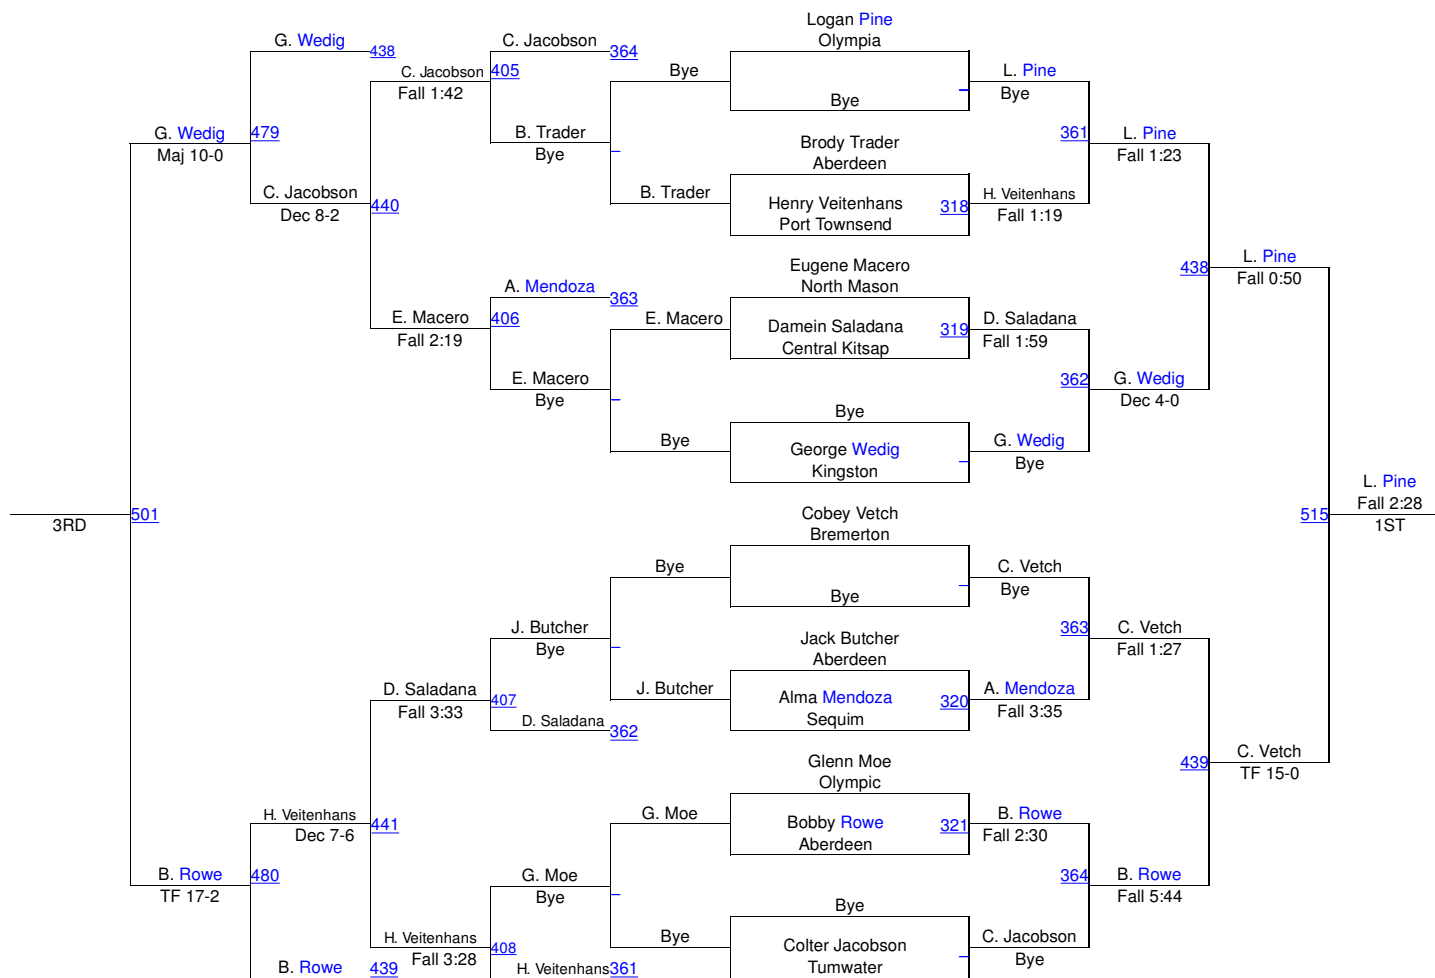 Logan Pine
G. Wedig
C. Jacobson
Olympia
438
364
C. Jacobson
405
Bye
L. Pine
Fall 1:42
Bye
Bye
G. Wedig
479
B. Trader
Brody Trader
361
L. Pine
Maj 10-0
Bye
Aberdeen
Fall 1:23
C. Jacobson
B. Trader
Henry Veitenhans
318
H. Veitenhans
Dec 8-2
440
Port Townsend
Fall 1:19
Eugene Macero
438
L. Pine
A. Mendoza
363
North Mason
Fall 0:50
E. Macero
406
E. Macero
Damein Saladana
319
D. Saladana
Fall 2:19
Central Kitsap
Fall 1:59
E. Macero
362
G. Wedig
Bye
Dec 4-0
Bye
Bye
George Wedig
G. Wedig
Kingston
Bye
L. Pine
Fall 2:28
3RD
501
Cobey Vetch
515
1ST
Bremerton
Bye
C. Vetch
Bye
Bye
J. Butcher
Jack Butcher
363
C. Vetch
Bye
Aberdeen
Fall 1:27
D. Saladana
407
J. Butcher
Alma Mendoza
320
A. Mendoza
Fall 3:33
Sequim
Fall 3:35
D. Saladana
362
Glenn Moe
439
C. Vetch
Olympic
TF 15-0
H. Veitenhans
441
G. Moe
Bobby Rowe
321
B. Rowe
Dec 7-6
Aberdeen
Fall 2:30
B. Rowe
480
G. Moe
364
B. Rowe
TF 17-2
Bye
Fall 5:44
Bye
H. Veitenhans
408
Bye
Colter Jacobson
C. Jacobson
Fall 3:28
Tumwater
Bye
B. Rowe
439
H. Veitenhans
361